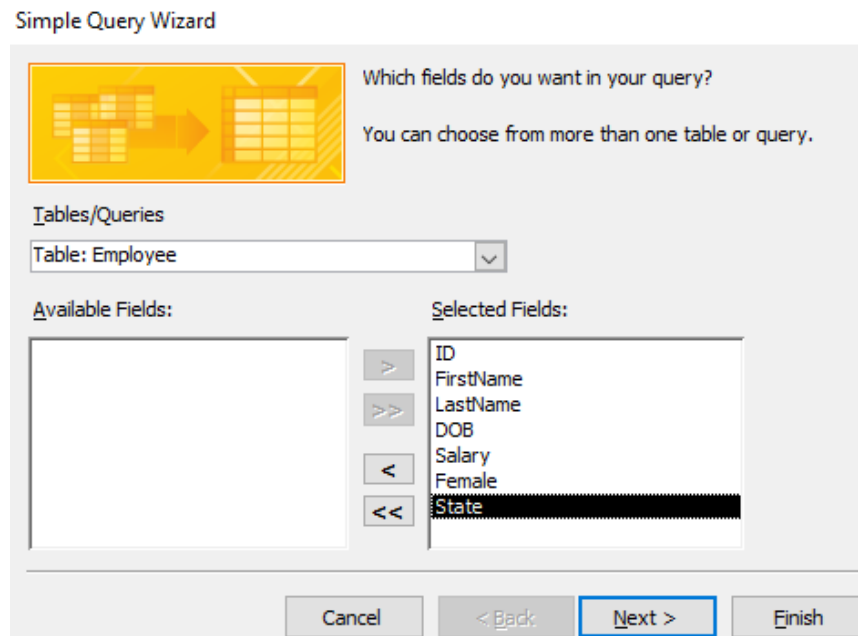 Simple Query Wizard
Which fields do you want in your query?
You can choose from more than one table or query.
Tables/Queries
Table: Employee
Available Fields:
Selected Fields:
>
>>
<
<<
ID
FirstName
LastName
DOB
Salary
Female
State
Cancel
< Back
Next >
Finish